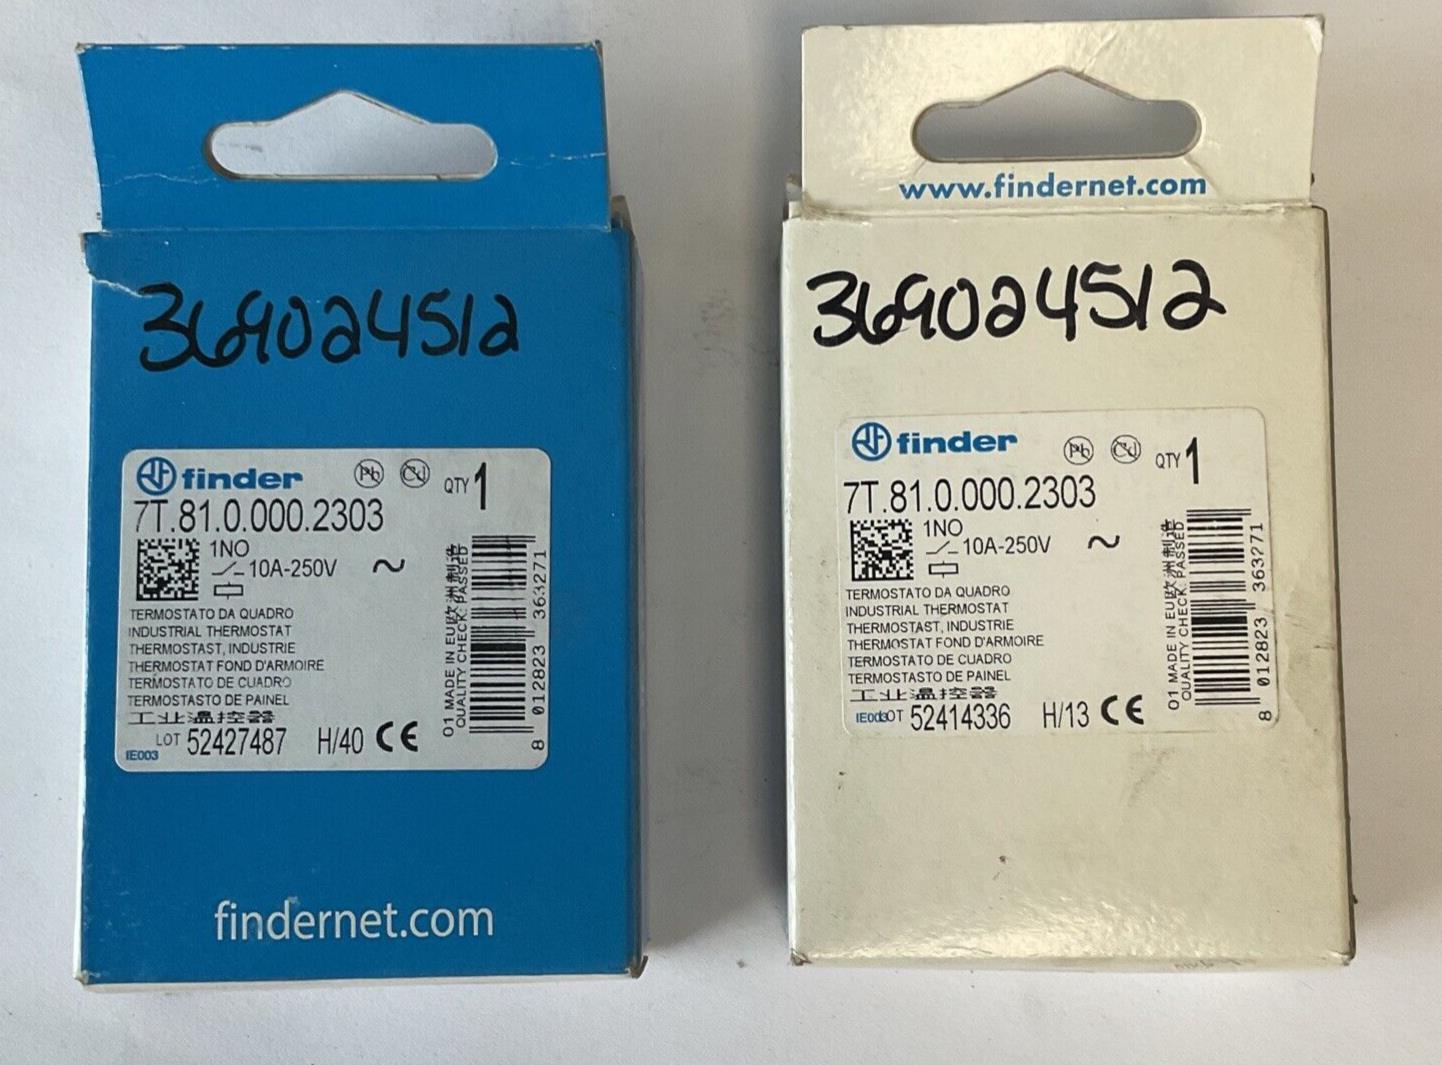 369024512
finder
Pb
Cd
QTY 1
7T.81.0.000.2303
1NO
10A-250V ~
TERMOSTATO DA QUADRO
INDUSTRIAL THERMOSTAT
THERMOSTAST, INDUSTRIE
THERMOSTAT FOND D'ARMOIRE
TERMOSTATO DE CUADRO
TERMOSTASTO DE PAINEL
工业温控器
LOT 52427487 H/40 CE
IE003
01 MADE IN EU欧洲制造
QUALITY CHECK: PASSED
8 012823 363271
findernet.com
www.findernet.com
369024512
finder
Pb
Cd
QTY 1
7T.81.0.000.2303
1NO
10A-250V ~
TERMOSTATO DA QUADRO
INDUSTRIAL THERMOSTAT
THERMOSTAST, INDUSTRIE
THERMOSTAT FOND D'ARMOIRE
TERMOSTATO DE CUADRO
TERMOSTASTO DE PAINEL
工业温控器
52414336 H/13 CE
01 MADE IN EU欧洲制造
QUALITY CHECK: PASSED
8 012823 363271